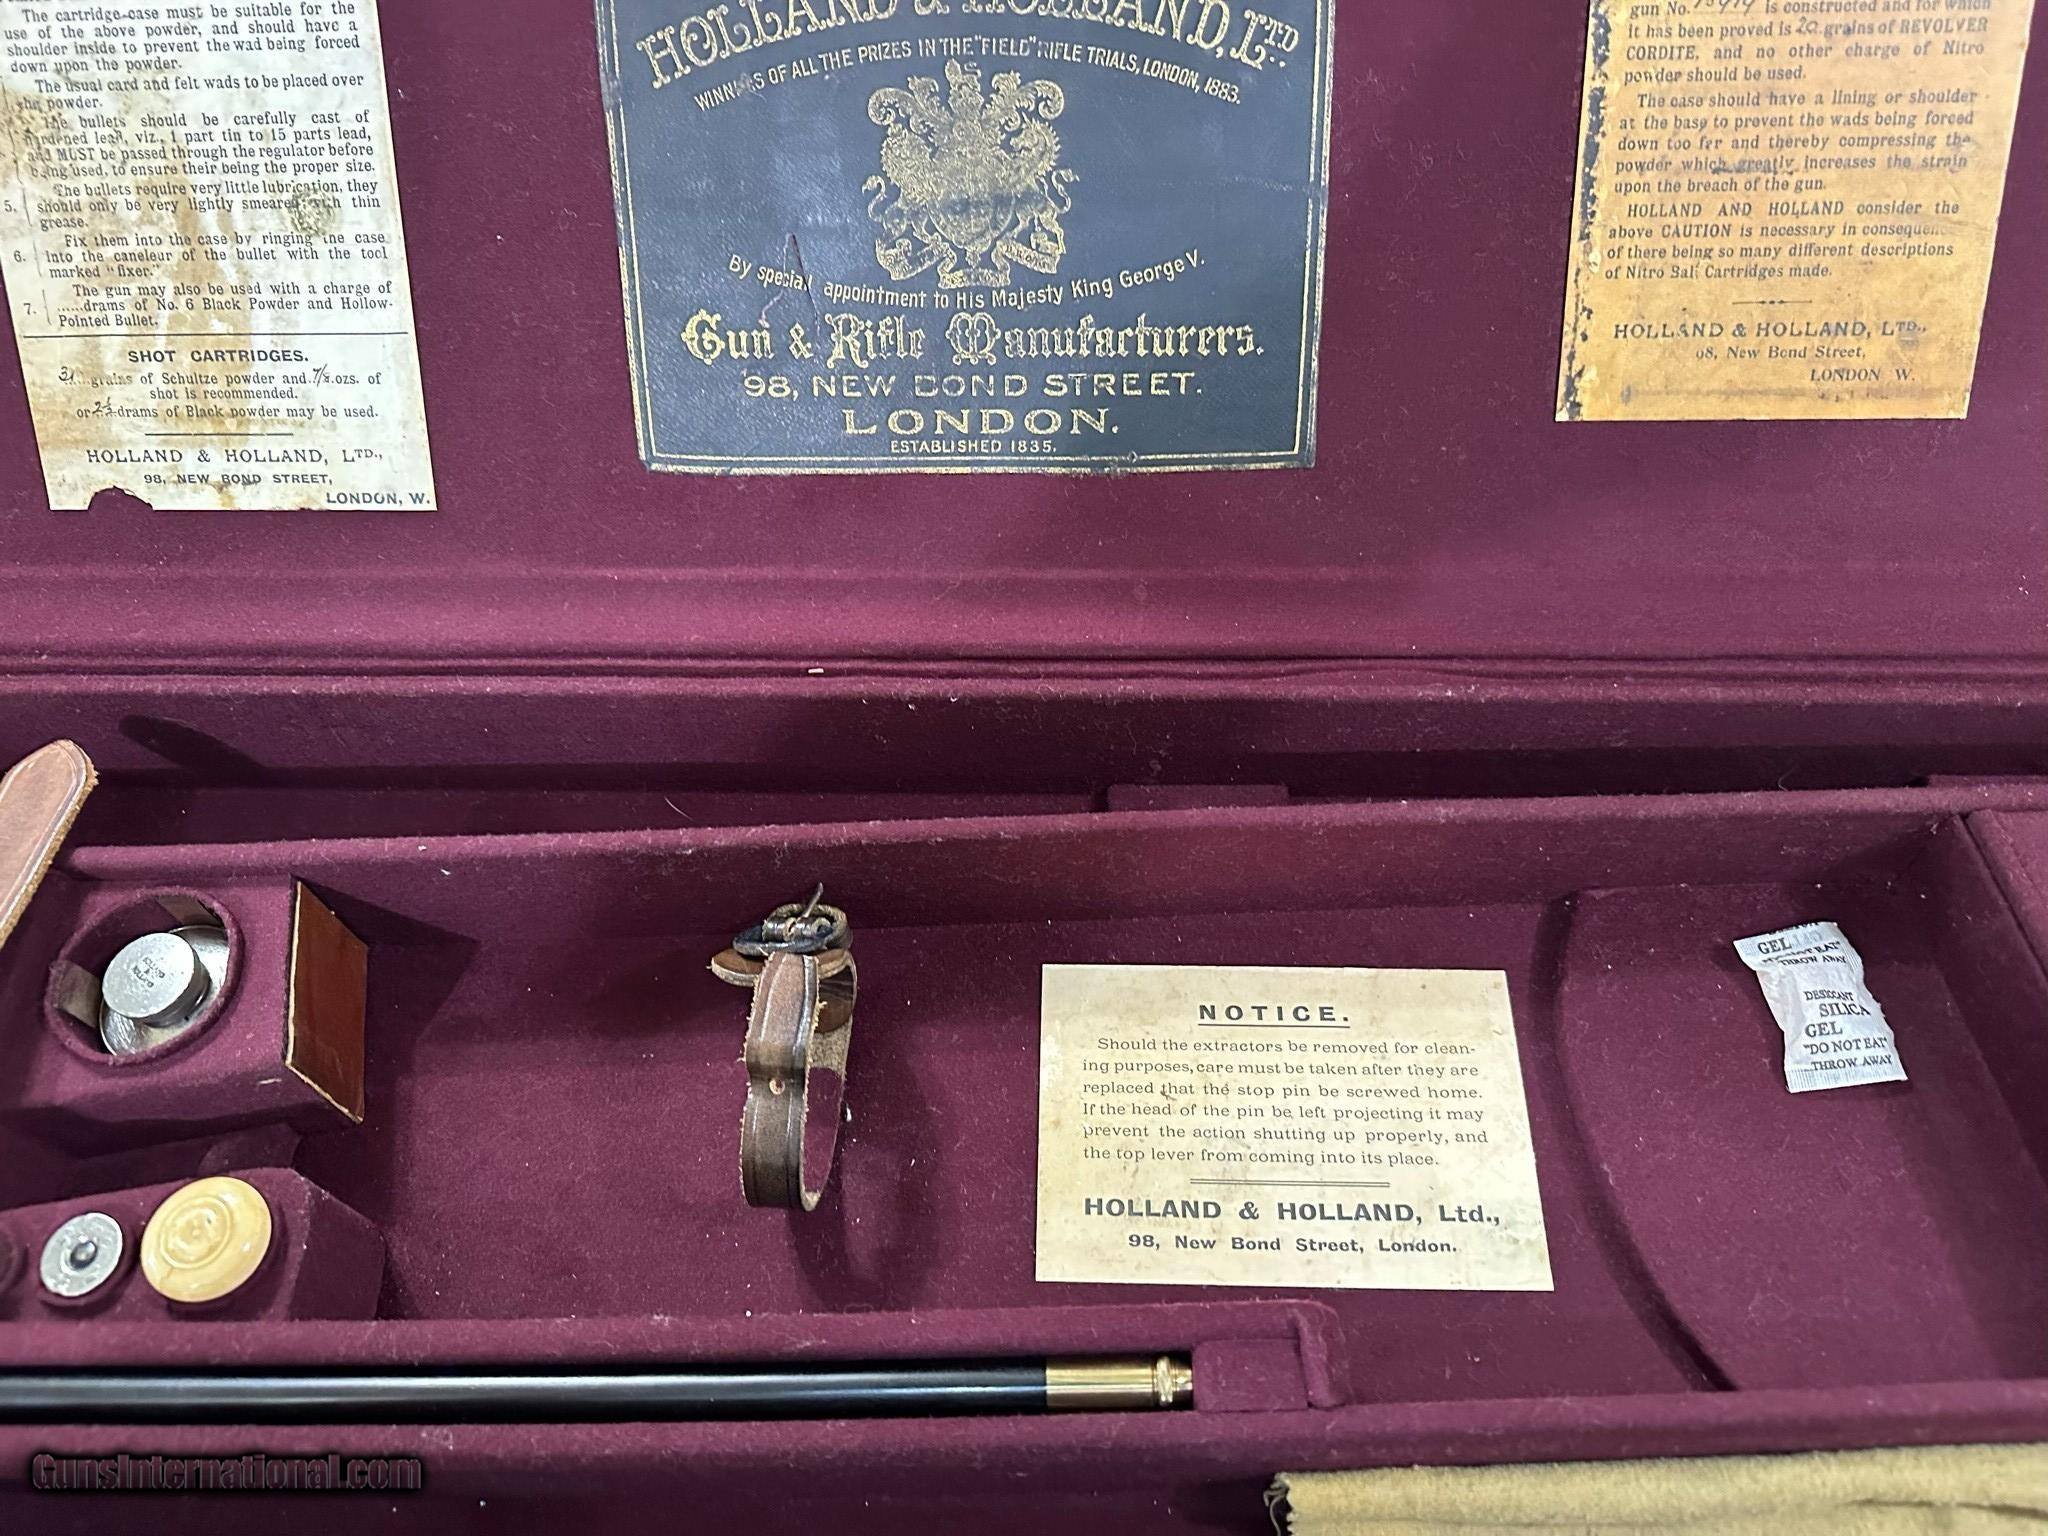 The cartridge-case must be suitable for the
use of the above powder, and should have a
shoulder inside to prevent the wad being forced
down upon the powder.
The usual card and felt wads to be placed over
the powder.
The bullets should be carefully cast of
hardened lead, viz., 1 part tin to 15 parts lead,
and MUST be passed through the regulator before
being used, to ensure their being the proper size.
The bullets require very little lubrication, they
5. should only be very lightly smeared with thin
grease.
Fix them into the case by ringing the case
6. into the caneleur of the bullet with the tool
marked "fixer."
The gun may also be used with a charge of
7. ......drams of No. 6 Black Powder and Hollow-
Pointed Bullet.
SHOT CARTRIDGES.
31 grains of Schultze powder and 7/8 ozs. of
shot is recommended.
or 2½ drams of Black powder may be used.
HOLLAND & HOLLAND, LTD.,
98, NEW BOND STREET,
LONDON, W.
HOLLAND & HOLLAND, LTD.
WINNERS OF ALL THE PRIZES IN THE "FIELD" RIFLE TRIALS, LONDON, 1883.
By special appointment to His Majesty King George V.
Gun & Rifle Manufacturers.
98, NEW BOND STREET.
LONDON.
ESTABLISHED 1835.
gun No. is constructed and for which
it has been proved is 20 grains of REVOLVER
CORDITE, and no other charge of Nitro
powder should be used.
The case should have a lining or shoulder
at the base to prevent the wads being forced
down too far and thereby compressing the
powder which greatly increases the strain
upon the breach of the gun.
HOLLAND AND HOLLAND consider the
above CAUTION is necessary in consequence
of there being so many different descriptions
of Nitro Ball Cartridges made.
HOLLAND & HOLLAND, LTD.,
98, New Bond Street,
LONDON W.
HOLLAND
&
HOLLAND
NOTICE.
Should the extractors be removed for clean-
ing purposes, care must be taken after they are
replaced that the stop pin be screwed home.
If the head of the pin be left projecting it may
prevent the action shutting up properly, and
the top lever from coming into its place.
HOLLAND & HOLLAND, Ltd.,
98, New Bond Street, London.
GEL
THROW AWAY
DESICCANT
SILICA
GEL
"DO NOT EAT"
THROW AWAY
GunsInternational.com